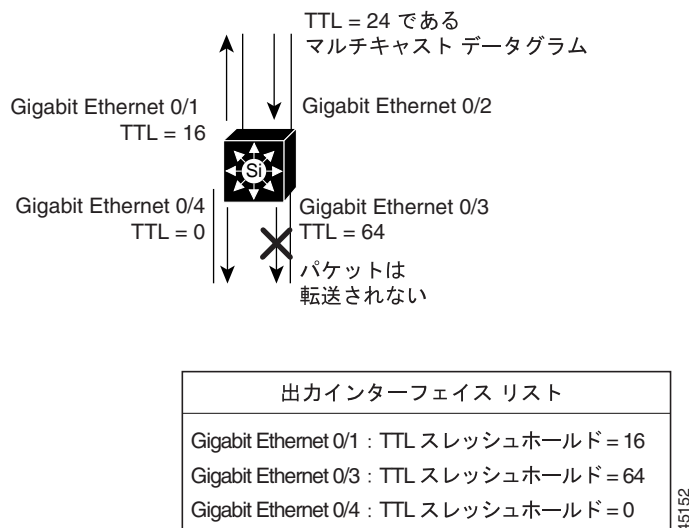 TTL = 24 である
マルチキャスト データグラム
Gigabit Ethernet 0/1
TTL = 16
Gigabit Ethernet 0/2
Si
Gigabit Ethernet 0/4
TTL = 0
Gigabit Ethernet 0/3
TTL = 64
パケットは
転送されない
出力インターフェイス リスト
Gigabit Ethernet 0/1 : TTL スレッシュホールド = 16
Gigabit Ethernet 0/3 : TTL スレッシュホールド = 64
Gigabit Ethernet 0/4 : TTL スレッシュホールド = 0